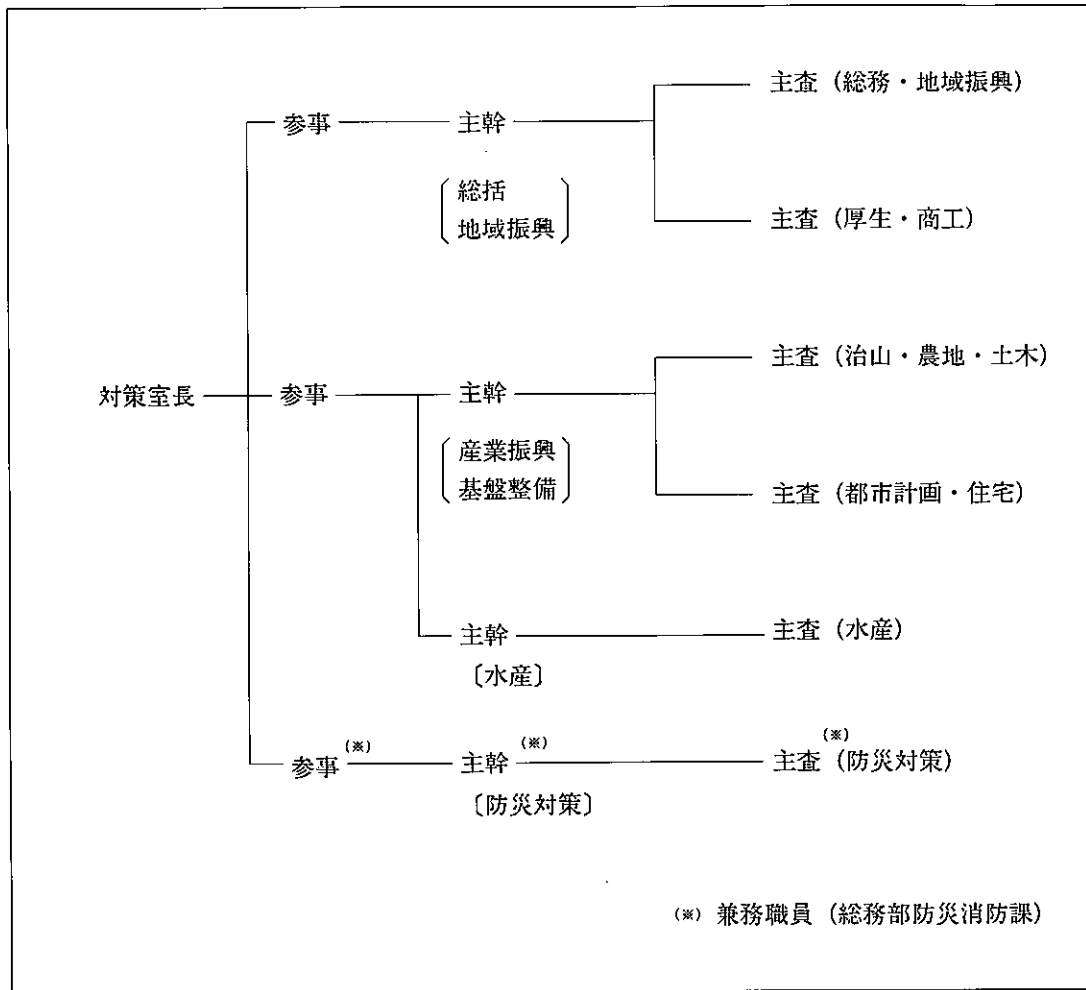 主査（総務・地域振興）
参事
主幹
総括
地域振興
主査（厚生・商工）
主査（治山・農地・土木）
対策室長
参事
主幹
産業振興
基盤整備
主査（都市計画・住宅）
主幹
〔水産〕
主査（水産）
参事(※)
主幹(※)
〔防災対策〕
主査(※)（防災対策）
(※) 兼務職員（総務部防災消防課）